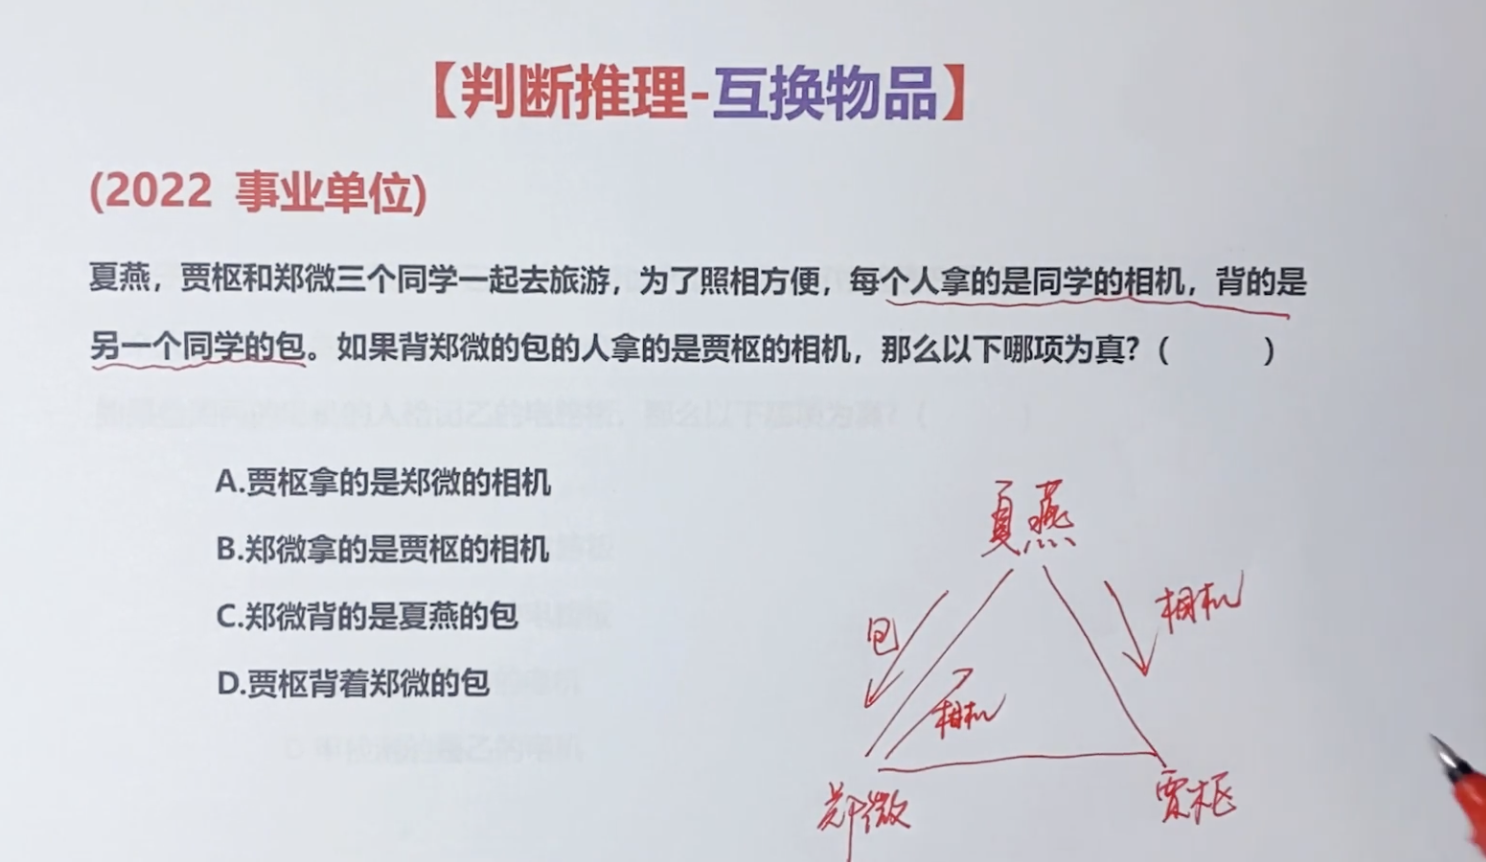 【判断推理-互换物品】
(2022 事业单位)
夏燕，贾枢和郑微三个同学一起去旅游，为了照相方便，每个人拿的是同学的相机，背的是
另一个同学的包。如果背郑微的包的人拿的是贾枢的相机，那么以下哪项为真?（ ）
A.贾枢拿的是郑微的相机
B.郑微拿的是贾枢的相机
C.郑微背的是夏燕的包
D.贾枢背着郑微的包
夏燕
相机
包
相机
郑微
贾枢